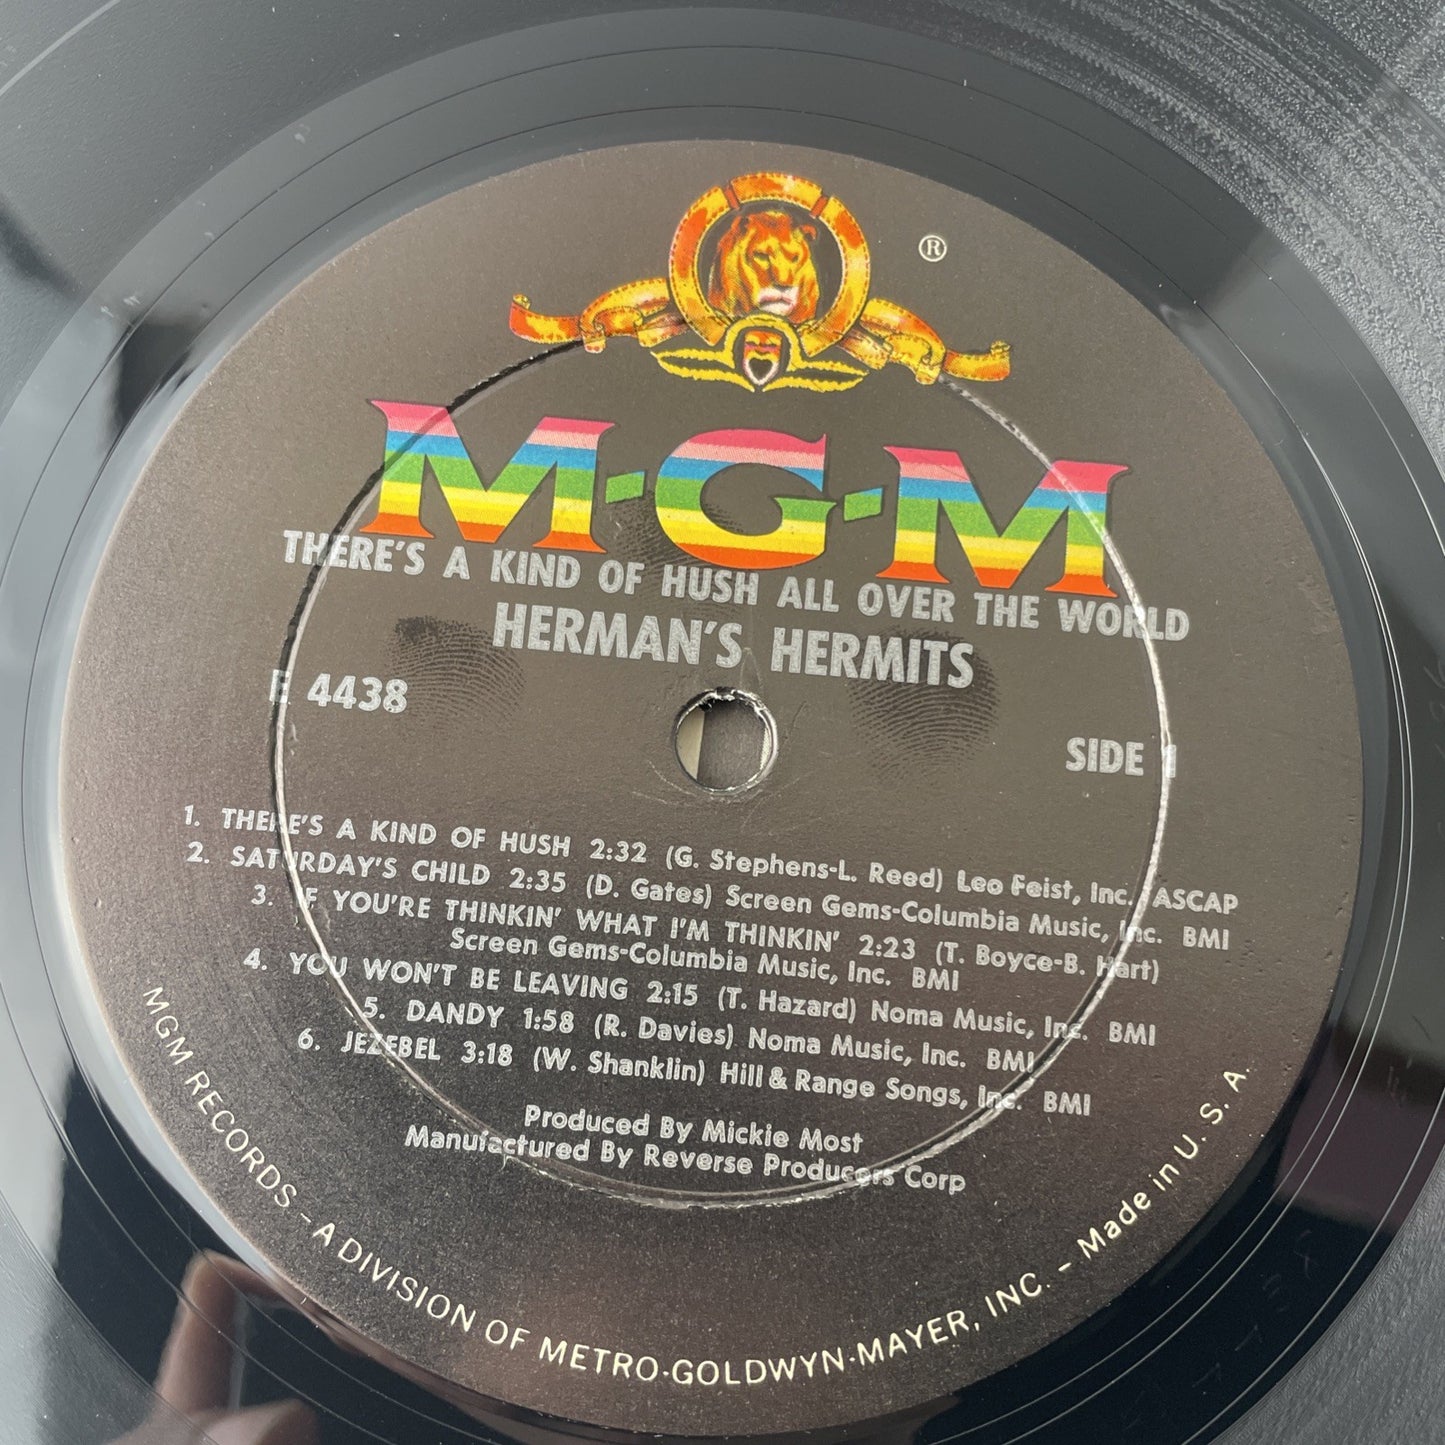 ®
M-G-M
THERE'S A KIND OF HUSH ALL OVER THE WORLD
HERMAN'S HERMITS
E 4438
SIDE 1
1. THERE'S A KIND OF HUSH 2:32 (G. Stephens-L. Reed) Leo Feist, Inc. ASCAP
2. SATURDAY'S CHILD 2:35 (D. Gates) Screen Gems-Columbia Music, Inc. BMI
3. IF YOU'RE THINKIN' WHAT I'M THINKIN' 2:23 (T. Boyce-B. Hart)
Screen Gems-Columbia Music, Inc. BMI
4. YOU WON'T BE LEAVING 2:15 (T. Hazard) Noma Music, Inc. BMI
5. DANDY 1:58 (R. Davies) Noma Music, Inc. BMI
6. JEZEBEL 3:18 (W. Shanklin) Hill & Range Songs, Inc. BMI
Produced By Mickie Most
Manufactured By Reverse Producers Corp
MGM RECORDS – A DIVISION OF METRO-GOLDWYN-MAYER, INC. – Made in U. S. A.